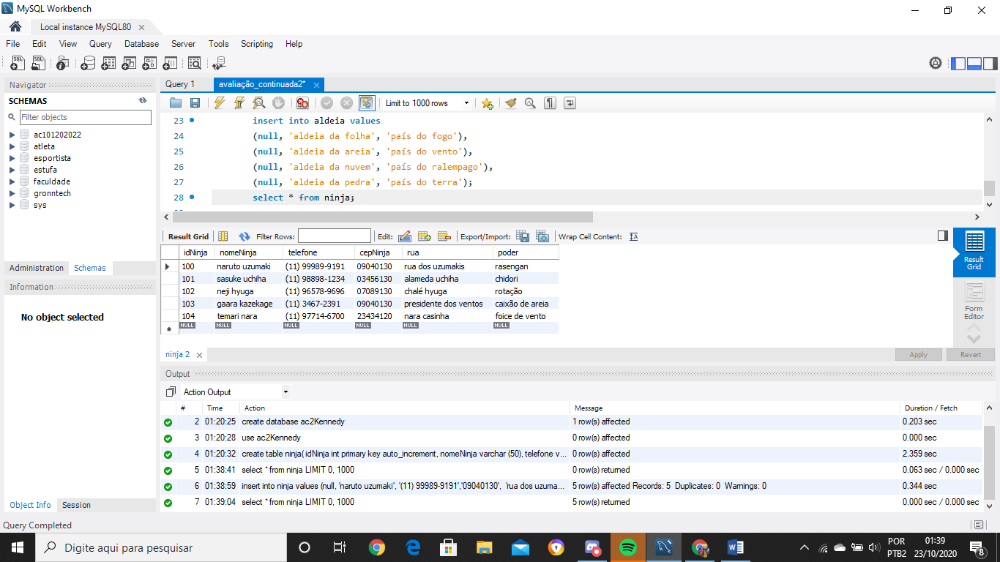 MySQL Workbench
Local instance MySQL80
File Edit View Query Database Server Tools Scripting Help
Navigator
SCHEMAS
Filter objects
ac101202022
atleta
esportista
estufa
faculdade
gronntech
sys
Administration Schemas
Information
No object selected
Object Info Session
Query Completed
Query 1 avaliação_continuada2*
Limit to 1000 rows
23 insert into aldeia values
24 (null, 'aldeia da folha', 'país do fogo'),
25 (null, 'aldeia da areia', 'país do vento'),
26 (null, 'aldeia da nuvem', 'país do ralempago'),
27 (null, 'aldeia da pedra', 'país do terra');
28 select * from ninja;
Result Grid Filter Rows: Edit: Export/Import: Wrap Cell Content:
idNinja nomeNinja telefone cepNinja rua poder
100 naruto uzumaki (11) 99989-9191 09040130 rua dos uzumakis rasengan
101 sasuke uchiha (11) 98898-1234 03456130 alameda uchiha chidori
102 neji hyuga (11) 96578-9696 07089130 chalé hyuga rotação
103 gaara kazekage (11) 3467-2391 09040130 presidente dos ventos caixão de areia
104 temari nara (11) 97714-6700 23434120 nara casinha foice de vento
NULL NULL NULL NULL NULL NULL
Result
Grid
Form
Editor
ninja 2
Apply Revert
Output
Action Output
# Time Action Message Duration / Fetch
2 01:20:25 create database ac2Kennedy 1 row(s) affected 0.203 sec
3 01:20:28 use ac2Kennedy 0 row(s) affected 0.000 sec
4 01:20:32 create table ninja( idNinja int primary key auto_increment, nomeNinja varchar (50), telefone v... 0 row(s) affected 2.359 sec
5 01:38:41 select * from ninja LIMIT 0, 1000 0 row(s) returned 0.063 sec / 0.000 sec
6 01:38:59 insert into ninja values (null, 'naruto uzumaki', '(11) 99989-9191','09040130', 'rua dos uzuma... 5 row(s) affected Records: 5 Duplicates: 0 Warnings: 0 0.344 sec
7 01:39:04 select * from ninja LIMIT 0, 1000 5 row(s) returned 0.000 sec / 0.000 sec
Digite aqui para pesquisar
POR
PTB2
01:39
23/10/2020
8